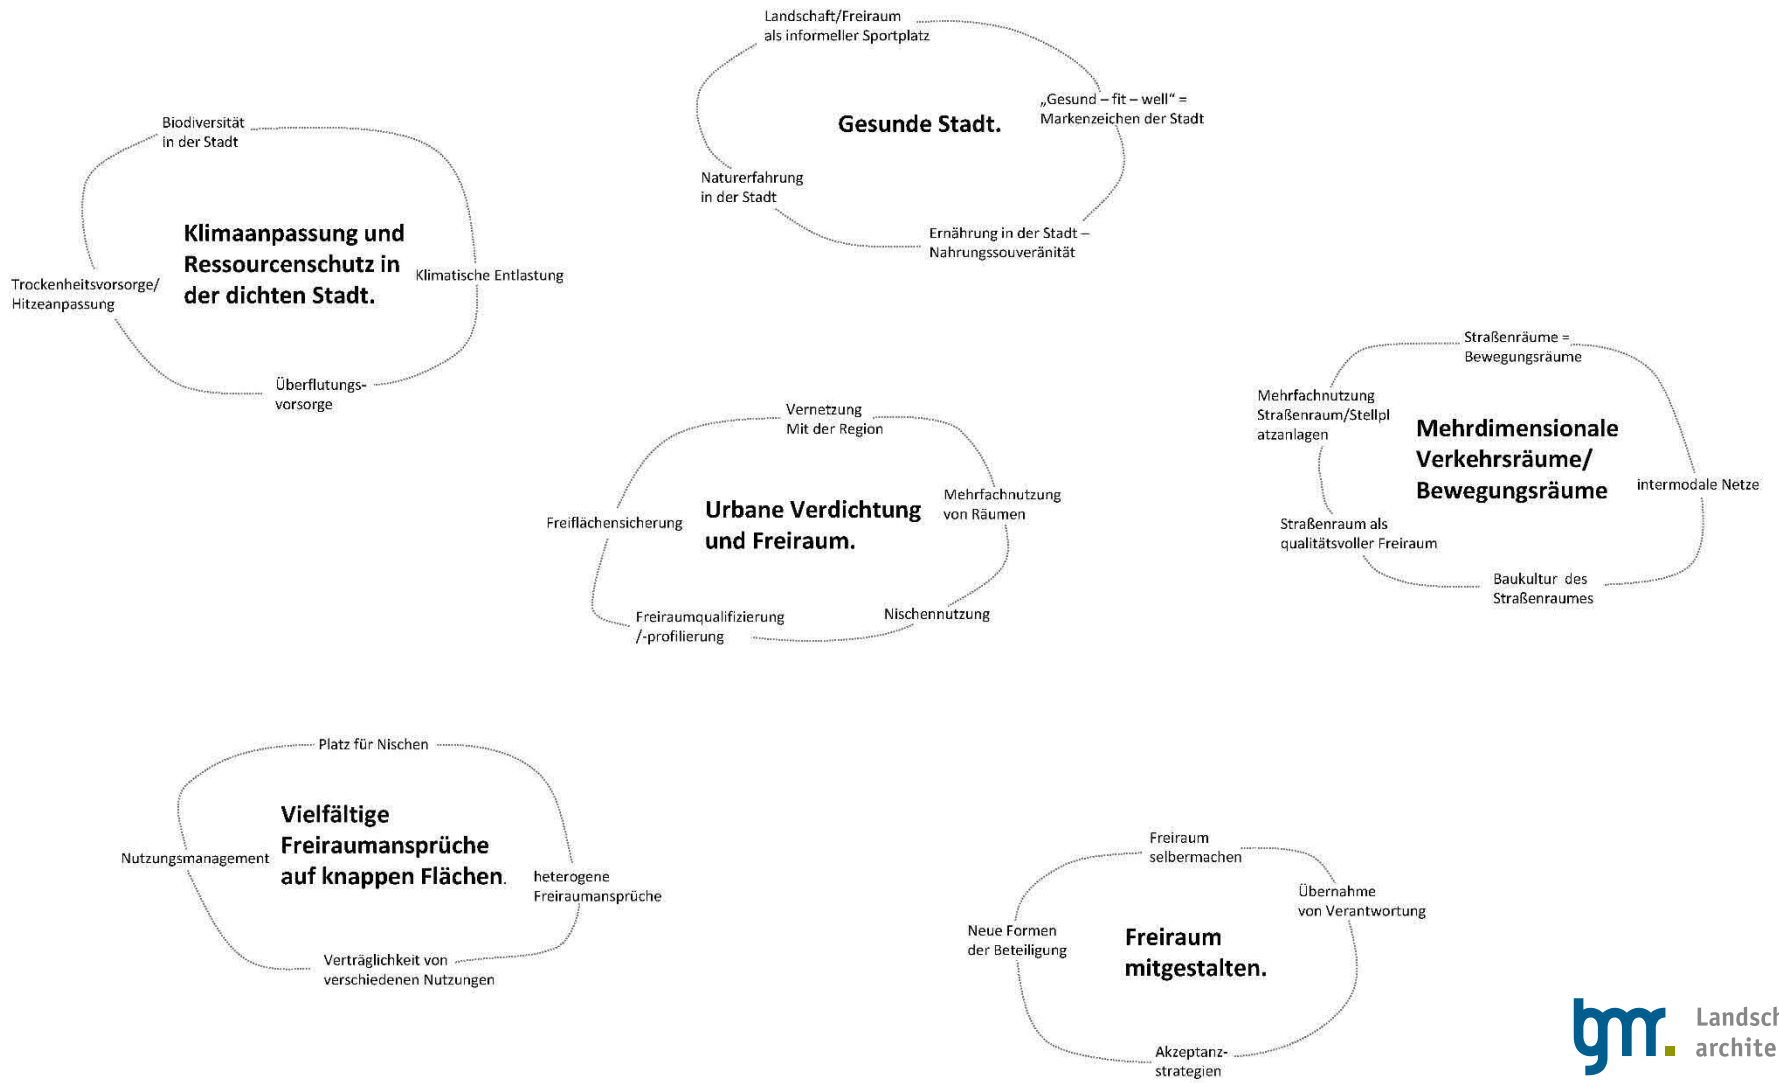 Landschaft/Freiraum
als informeller Sportplatz
„Gesund – fit – well“ =
Markenzeichen der Stadt
Gesunde Stadt.
Naturerfahrung
in der Stadt
Ernährung in der Stadt –
Nahrungssouveränität
Biodiversität
in der Stadt
Klimaanpassung und
Ressourcenschutz in
der dichten Stadt.
Klimatische Entlastung
Trockenheitsvorsorge/
Hitzeanpassung
Überflutungs-
vorsorge
Straßenräume =
Bewegungsräume
Mehrfachnutzung
Straßenraum/Stellpl
atzanlagen
Mehrdimensionale
Verkehrsräume/
Bewegungsräume
intermodale Netze
Straßenraum als
qualitätsvoller Freiraum
Baukultur des
Straßenraumes
Vernetzung
Mit der Region
Mehrfachnutzung
von Räumen
Urbane Verdichtung
und Freiraum.
Freiflächensicherung
Freiraumqualifizierung
/-profilierung
Nischennutzung
Platz für Nischen
Vielfältige
Freiraumansprüche
auf knappen Flächen.
Nutzungsmanagement
heterogene
Freiraumansprüche
Verträglichkeit von
verschiedenen Nutzungen
Freiraum
selbermachen
Übernahme
von Verantwortung
Neue Formen
der Beteiligung
Freiraum
mitgestalten.
Akzeptanz-
strategien
bgmr.
Landsch
archite